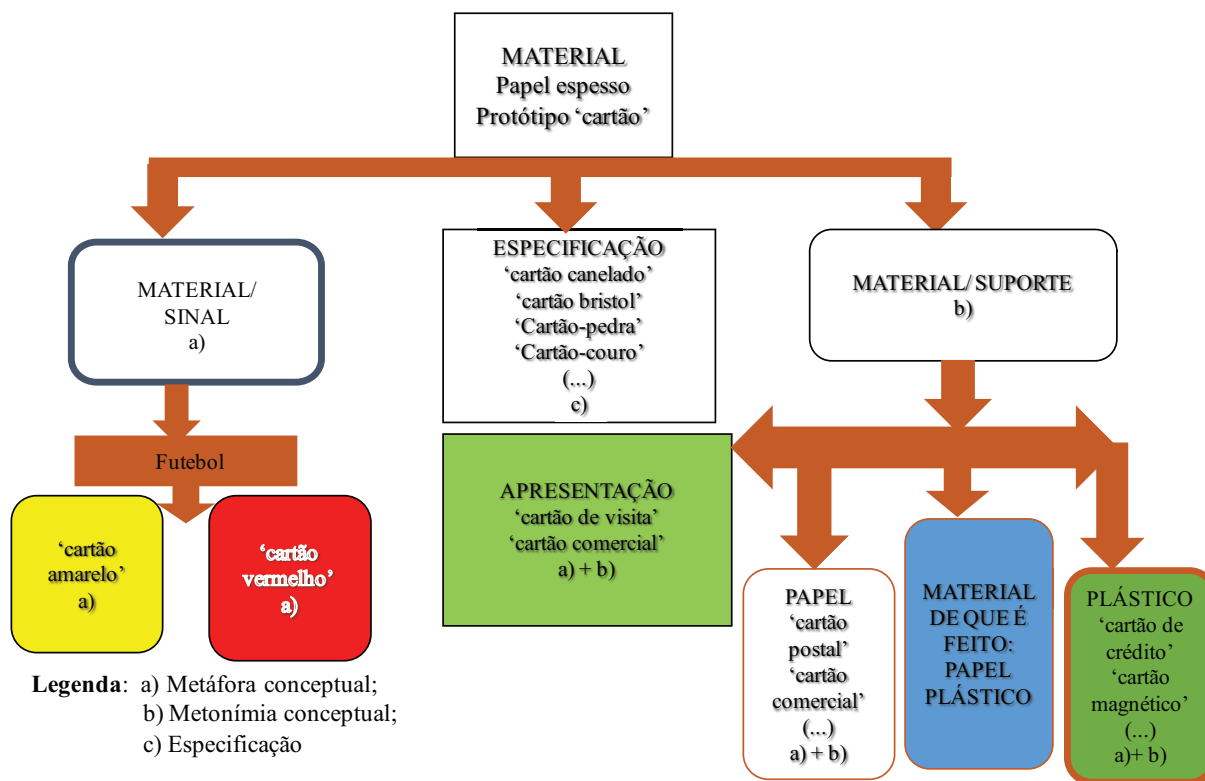 MATERIAL
Papel espesso
Protótipo ‘cartão’
MATERIAL/
SINAL
a)
ESPECIFICAÇÃO
‘cartão canelado’
‘cartão bristol’
‘Cartão-pedra’
‘Cartão-couro’
(...)
c)
MATERIAL/ SUPORTE
b)
Futebol
‘cartão
amarelo’
a)
‘cartão
vermelho’
a)
APRESENTAÇÃO
‘cartão de visita’
‘cartão comercial’
a) + b)
PAPEL
‘cartão
postal’
‘cartão
comercial’
(...)
a) + b)
MATERIAL
DE QUE É
FEITO:
PAPEL
PLÁSTICO
PLÁSTICO
‘cartão de
crédito’
‘cartão
magnético’
(...)
a)+ b)
Legenda: a) Metáfora conceptual;
b) Metonímia conceptual;
c) Especificação